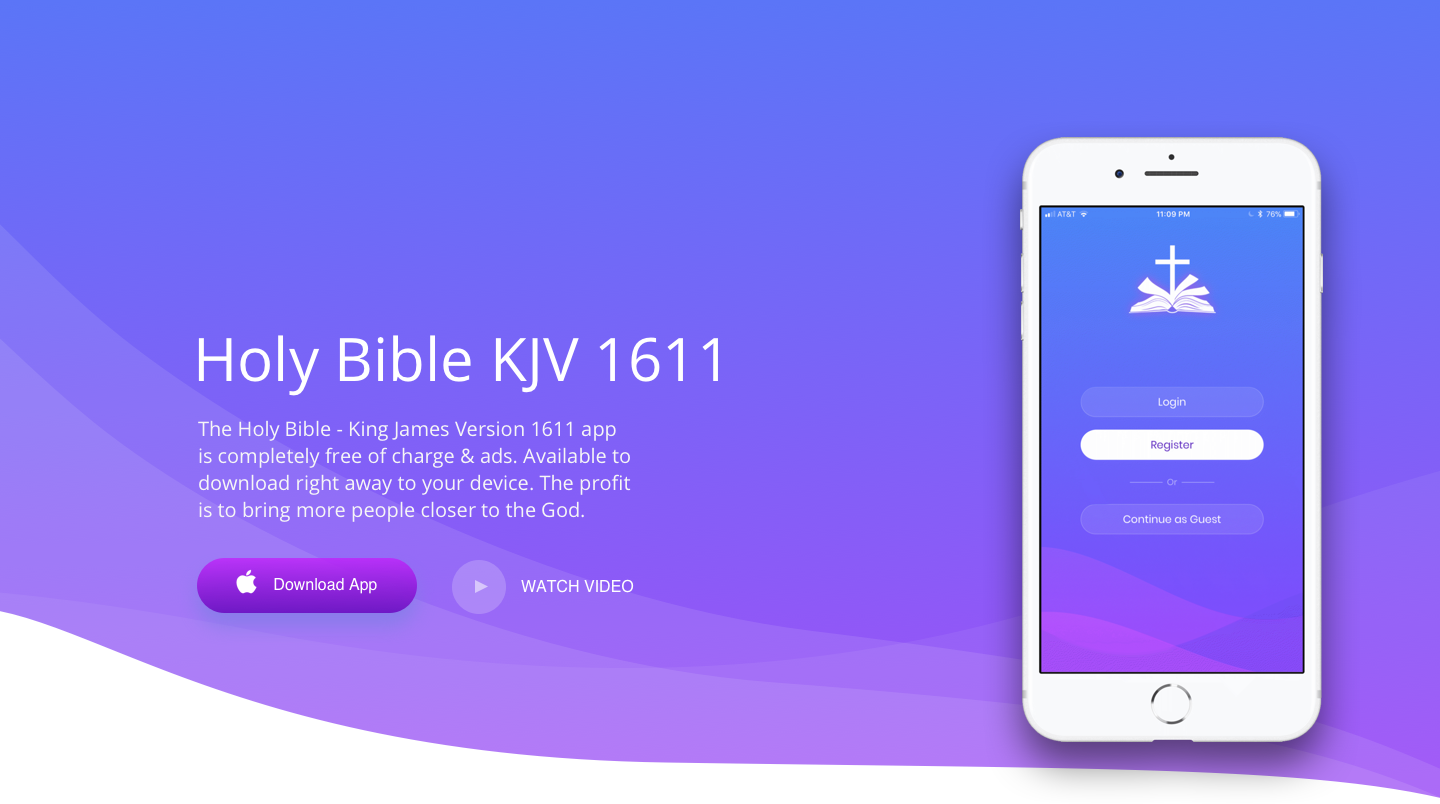 Holy Bible KJV 1611
The Holy Bible - King James Version 1611 app
is completely free of charge & ads. Available to
download right away to your device. The profit
is to bring more people closer to the God.
Download App
WATCH VIDEO
AT&T 11:09 PM 76%
Login
Register
Or
Continue as Guest